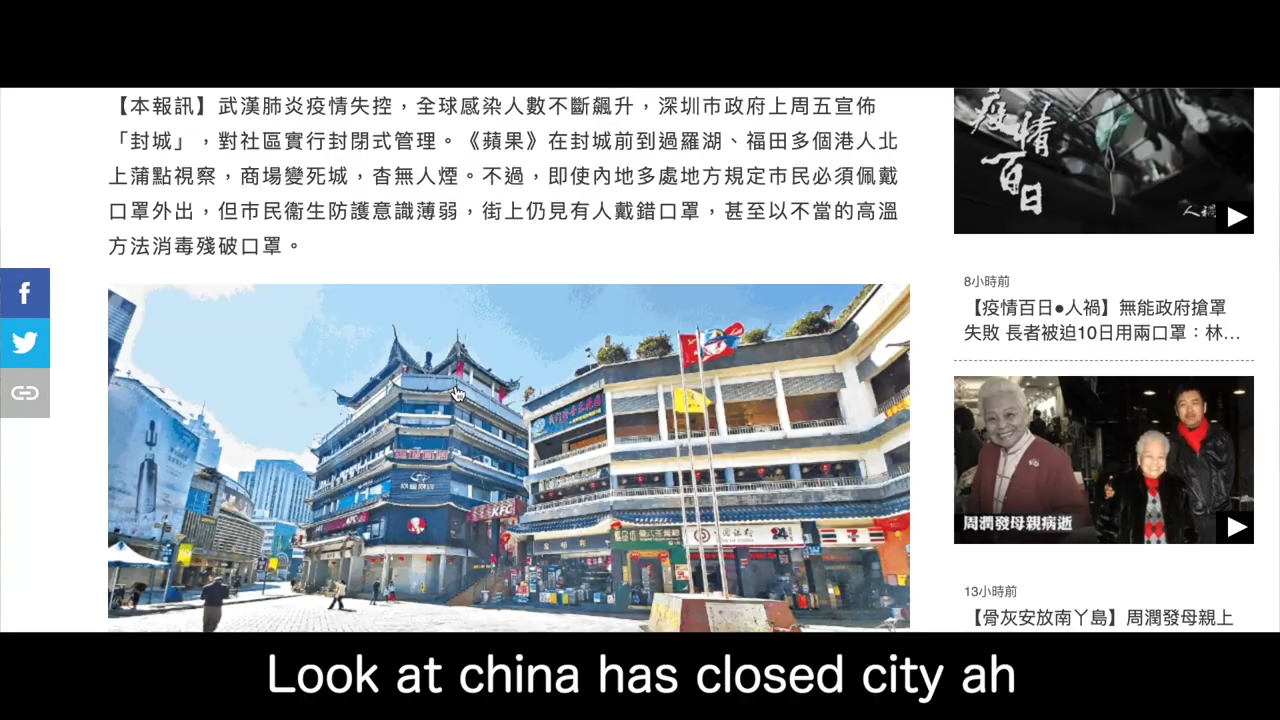 【本報訊】武漢肺炎疫情失控，全球感染人數不斷飆升，深圳市政府上周五宣佈
「封城」，對社區實行封閉式管理。《蘋果》在封城前到過羅湖、福田多個港人北
上蒲點視察，商場變死城，杳無人煙。不過，即使內地多處地方規定市民必須佩戴
口罩外出，但市民衞生防護意識薄弱，街上仍見有人戴錯口罩，甚至以不當的高溫
方法消毒殘破口罩。
f
KFC
KFC
24
7
疫情
百日
人禍
8小時前
【疫情百日●人禍】無能政府搶罩
失敗 長者被迫10日用兩口罩：林...
周潤發母親病逝
13小時前
【骨灰安放南丫島】周潤發母親上
Look at china has closed city ah